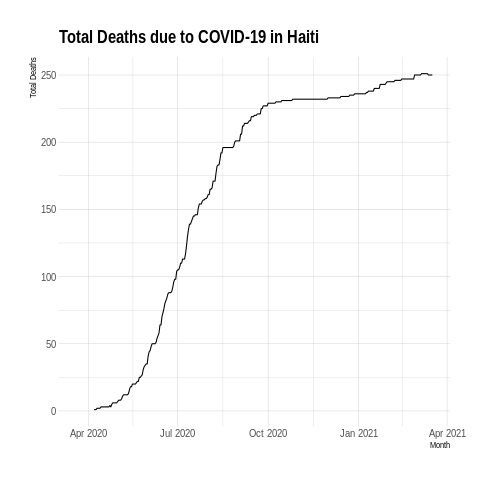 Total Deaths due to COVID-19 in Haiti
Total Deaths
250
200
150
100
50
0
Apr 2020
Jul 2020
Oct 2020
Jan 2021
Apr 2021
Month